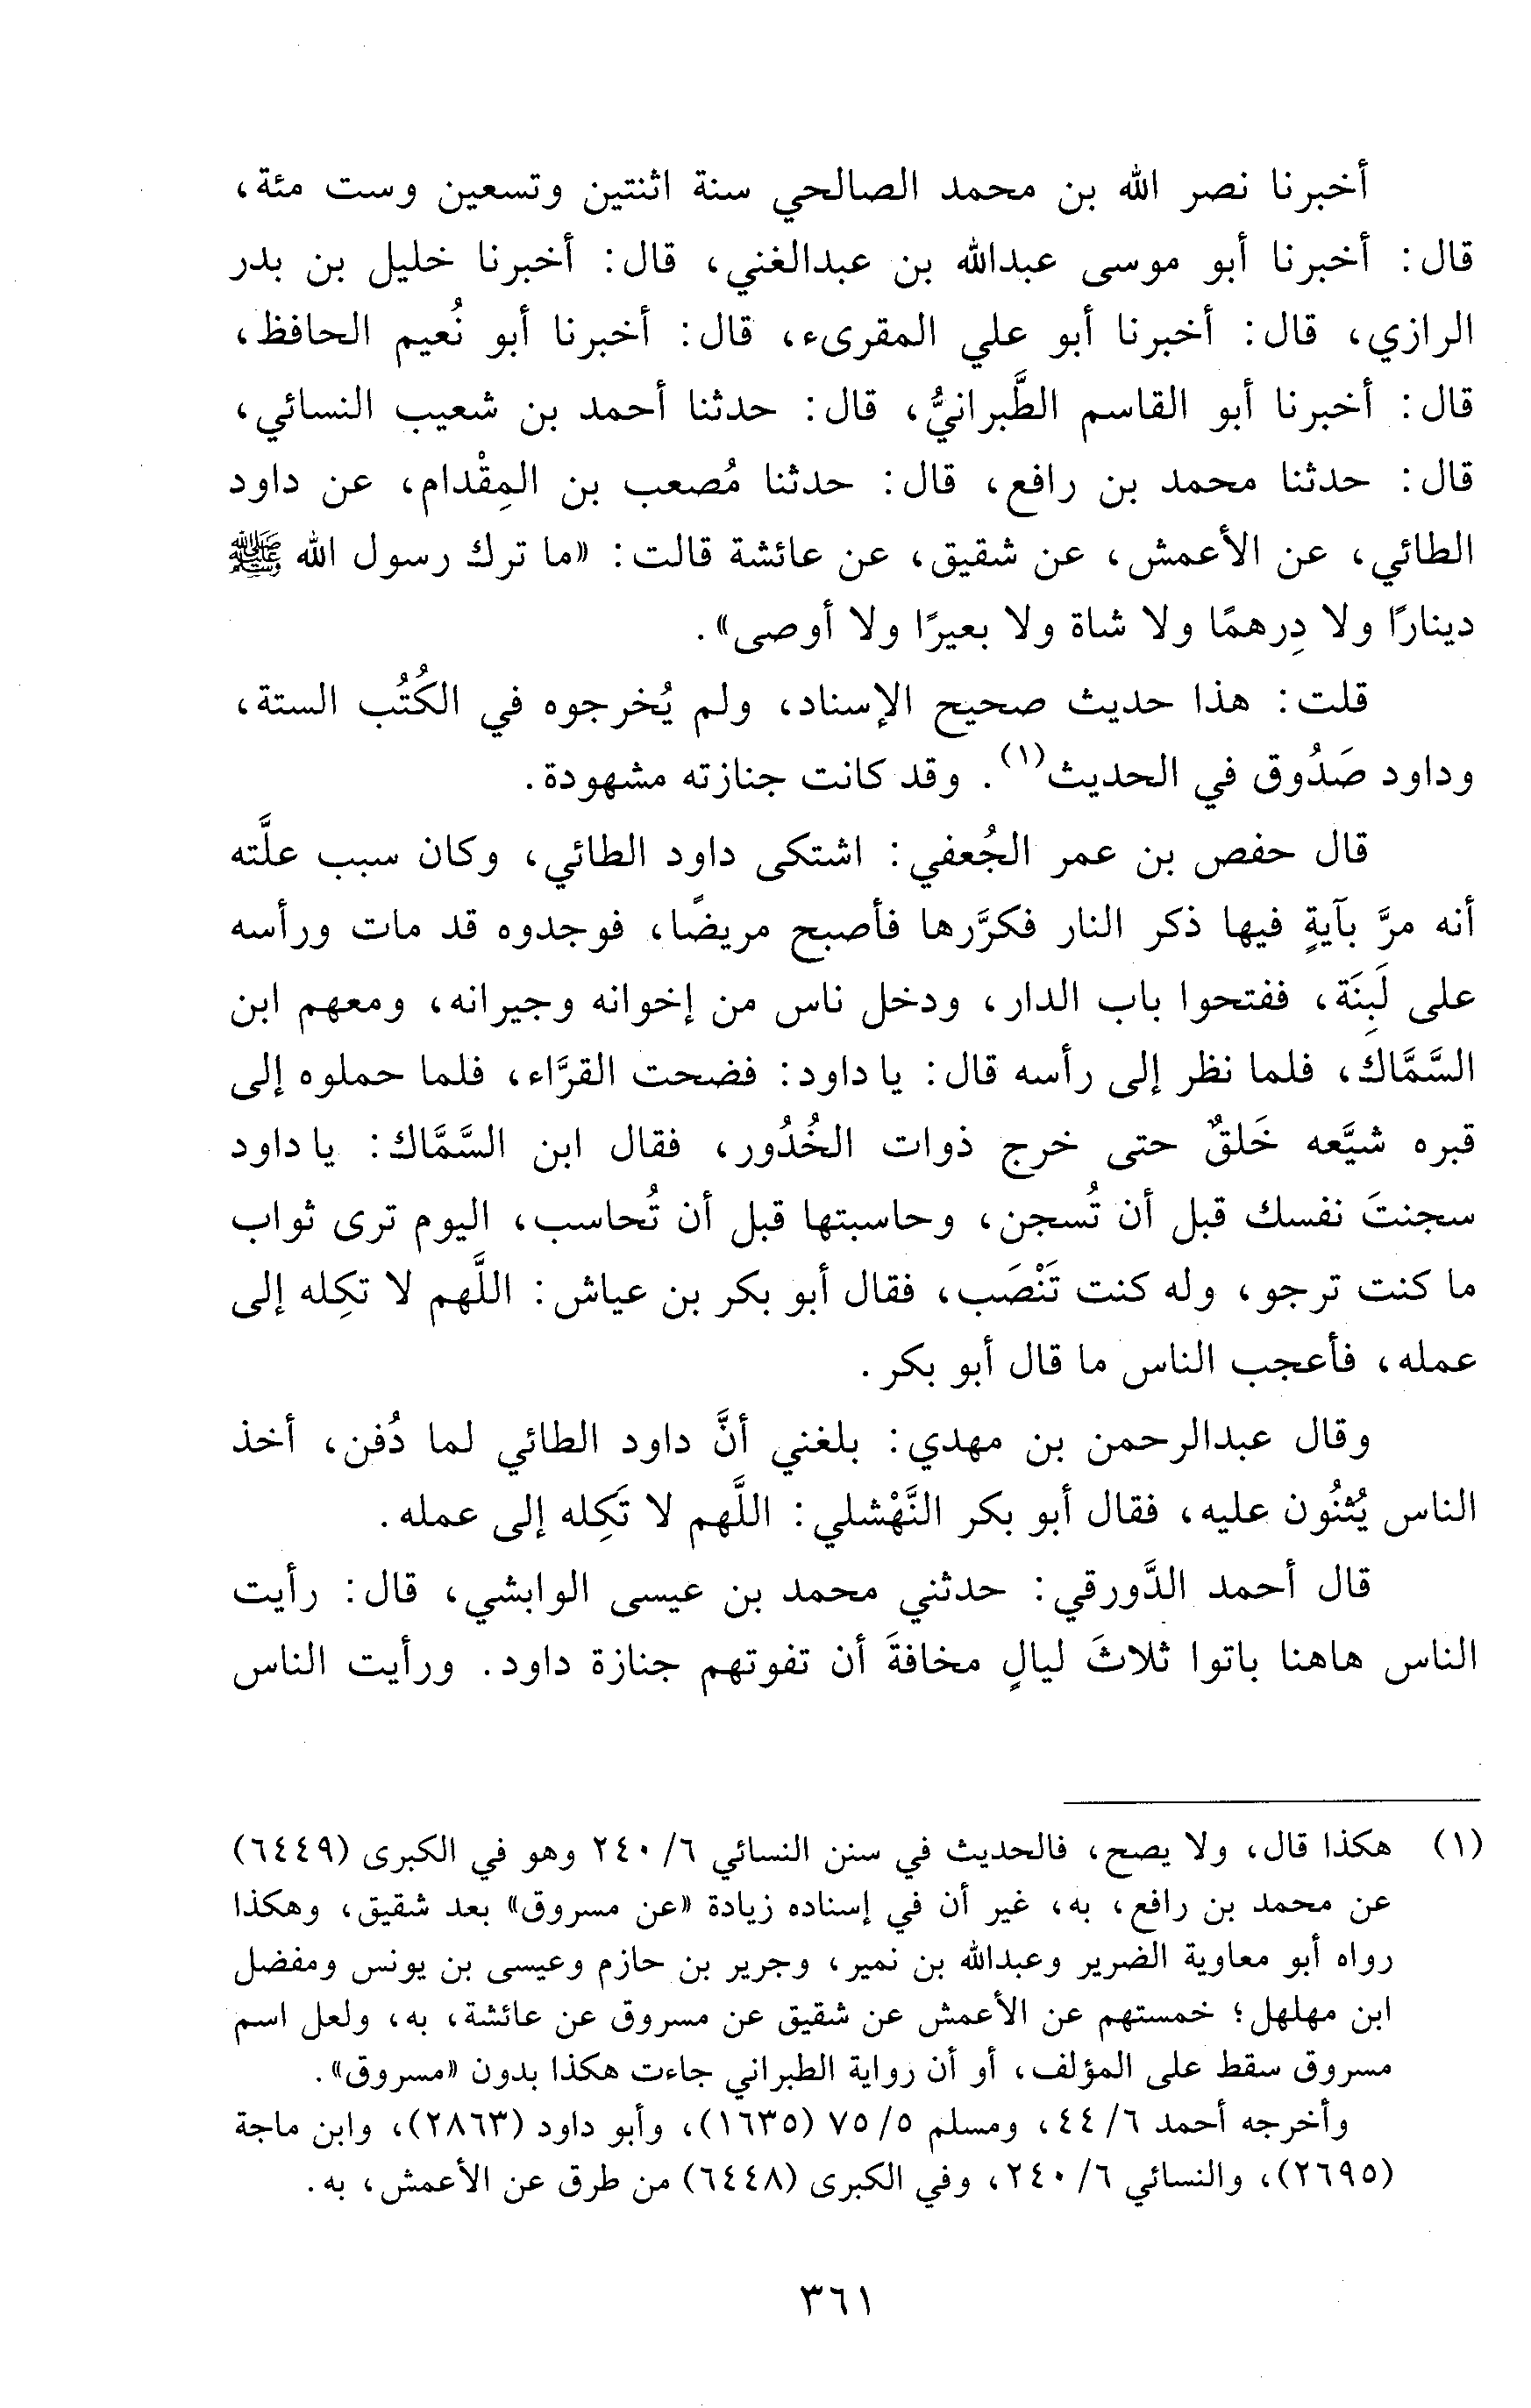 أخبرنا نصر الله بن محمد الصالحي سنة اثنتين وتسعين وست مئة،
قال: أخبرنا أبو موسى عبدالله بن عبدالغني، قال: أخبرنا خليل بن بدر
الرازي، قال: أخبرنا أبو علي المقرىء، قال: أخبرنا أبو نُعيم الحافظ،
قال: أخبرنا أبو القاسم الطَّبرانيُّ، قال: حدثنا أحمد بن شعيب النسائي،
قال: حدثنا محمد بن رافع، قال: حدثنا مُصعب بن المِقْدام، عن داود
الطائي، عن الأعمش، عن شقيق، عن عائشة قالت: «ما ترك رسول الله ﷺ
دينارًا ولا دِرهمًا ولا شاة ولا بعيرًا ولا أوصى».
قلت: هذا حديث صحيح الإسناد، ولم يُخرجوه في الكُتُب الستة،
وداود صَدُوق في الحديث(١). وقد كانت جنازته مشهودة.
قال حفص بن عمر الجُعفي: اشتكى داود الطائي، وكان سبب علَّته
أنه مرَّ بآيةٍ فيها ذكر النار فكرَّرها فأصبح مريضًا، فوجدوه قد مات ورأسه
على لَبِنَة، ففتحوا باب الدار، ودخل ناس من إخوانه وجيرانه، ومعهم ابن
السَّمَّاك، فلما نظر إلى رأسه قال: يا داود: فضحت القرَّاء، فلما حملوه إلى
قبره شيَّعه خَلقٌ حتى خرج ذوات الخُدُور، فقال ابن السَّمَّاك: يا داود
سجنتَ نفسك قبل أن تُسجن، وحاسبتها قبل أن تُحاسب، اليوم ترى ثواب
ما كنت ترجو، وله كنت تَنْصَب، فقال أبو بكر بن عياش: اللَّهم لا تكِله إلى
عمله، فأعجب الناس ما قال أبو بكر.
وقال عبدالرحمن بن مهدي: بلغني أنَّ داود الطائي لما دُفن، أخذ
الناس يُثنُون عليه، فقال أبو بكر النَّهْشلي: اللَّهم لا تَكِله إلى عمله.
قال أحمد الدَّورقي: حدثني محمد بن عيسى الوابشي، قال: رأيت
الناس هاهنا باتوا ثلاثَ ليالٍ مخافةَ أن تفوتهم جنازة داود. ورأيت الناس
(١) هكذا قال، ولا يصح، فالحديث في سنن النسائي ٦/ ٢٤٠ وهو في الكبرى (٦٤٤٩)
عن محمد بن رافع، به، غير أن في إسناده زيادة «عن مسروق» بعد شقيق، وهكذا
رواه أبو معاوية الضرير وعبدالله بن نمير، وجرير بن حازم وعيسى بن يونس ومفضل
ابن مهلهل؛ خمستهم عن الأعمش عن شقيق عن مسروق عن عائشة، به، ولعل اسم
مسروق سقط على المؤلف، أو أن رواية الطبراني جاءت هكذا بدون «مسروق».
وأخرجه أحمد ٦/ ٤٤، ومسلم ٥/ ٧٥ (١٦٣٥)، وأبو داود (٢٨٦٣)، وابن ماجة
(٢٦٩٥)، والنسائي ٦/ ٢٤٠، وفي الكبرى (٦٤٤٨) من طرق عن الأعمش، به.
٣٦١